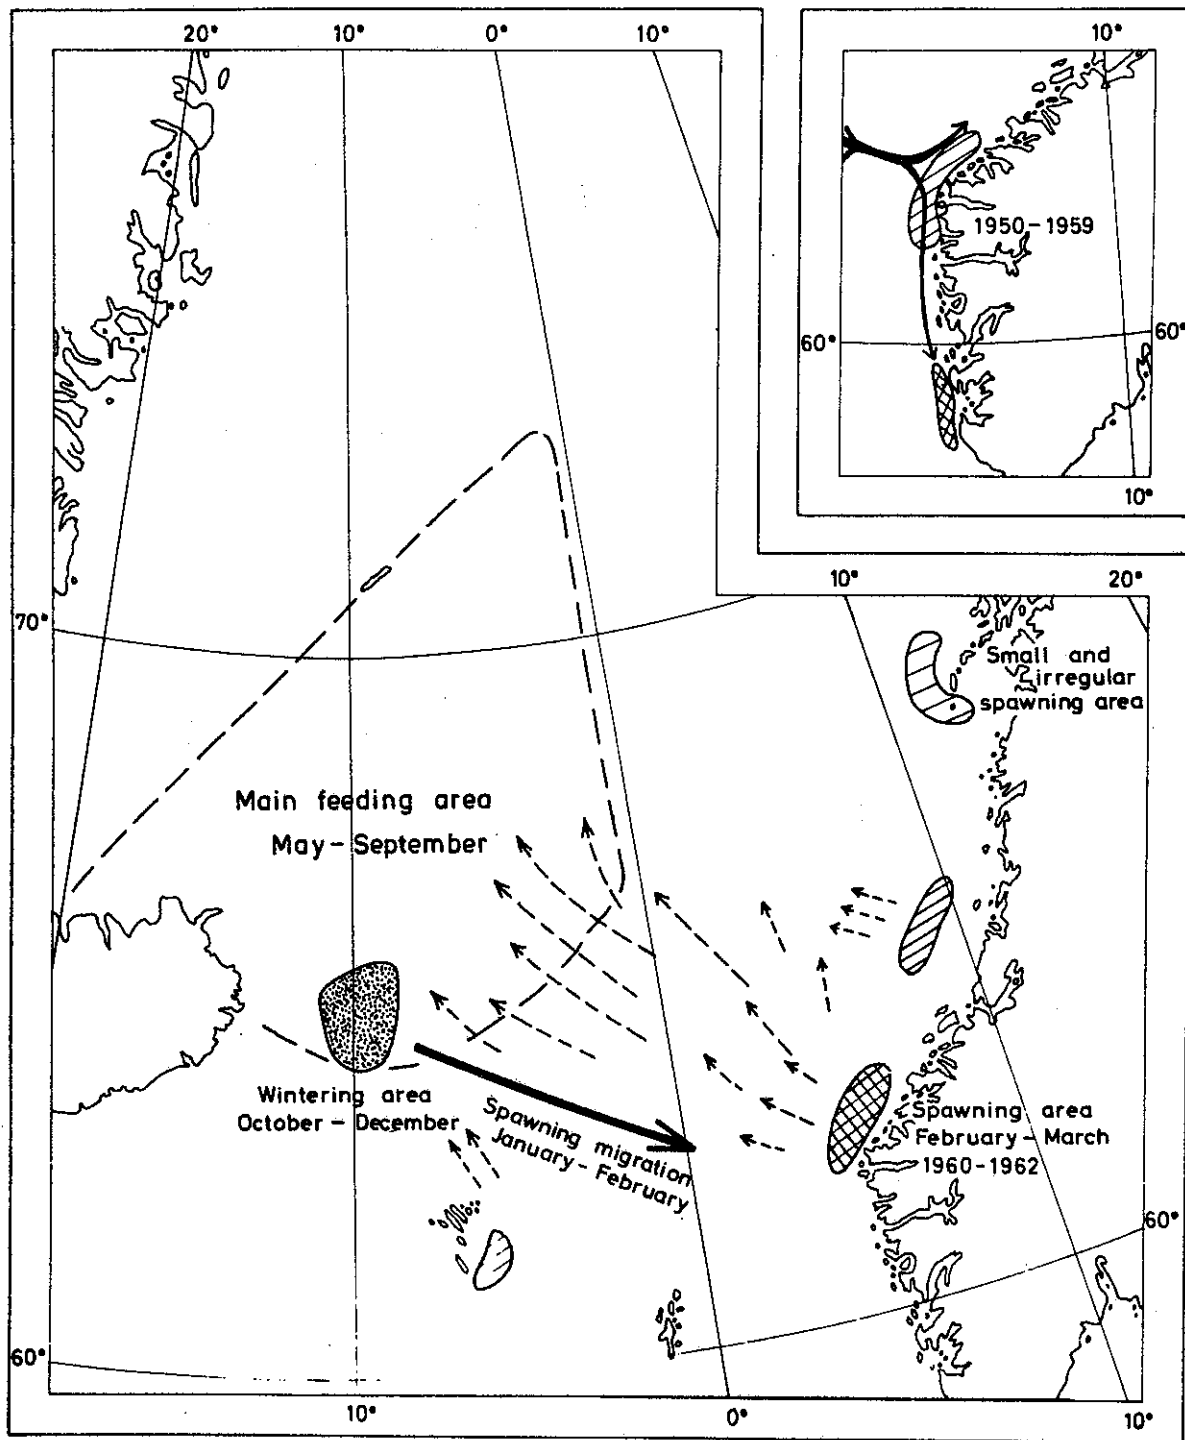 20°
10°
0°
10°
10°
1950-1959
60°
60°
10°
10°
20°
70°
Small and
irregular
spawning area
Main feeding area
May-September
Wintering area
October-December
Spawning migration
January-February
Spawning area
February-March
1960-1962
60°
60°
10°
0°
10°